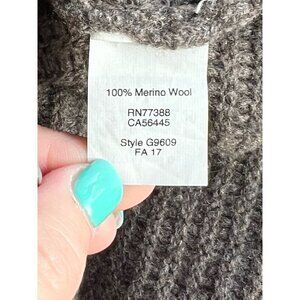 100% Merino Wool
RN77388
CA56445
Style G9609
FA 17